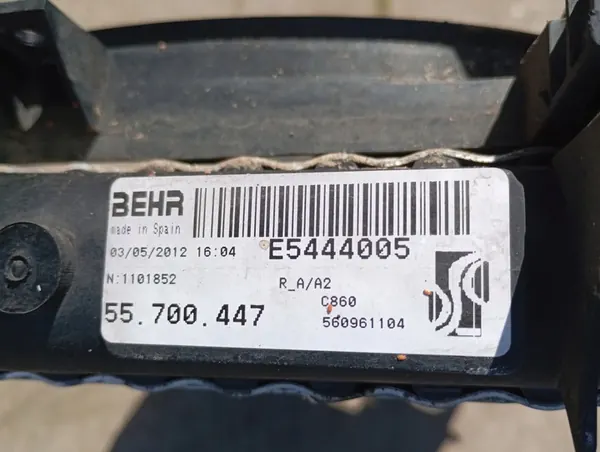 BEHR
made in Spain
03/05/2012 16:04 E5444005
N:1101852 R_A/A2
C860
55.700.447 560961104